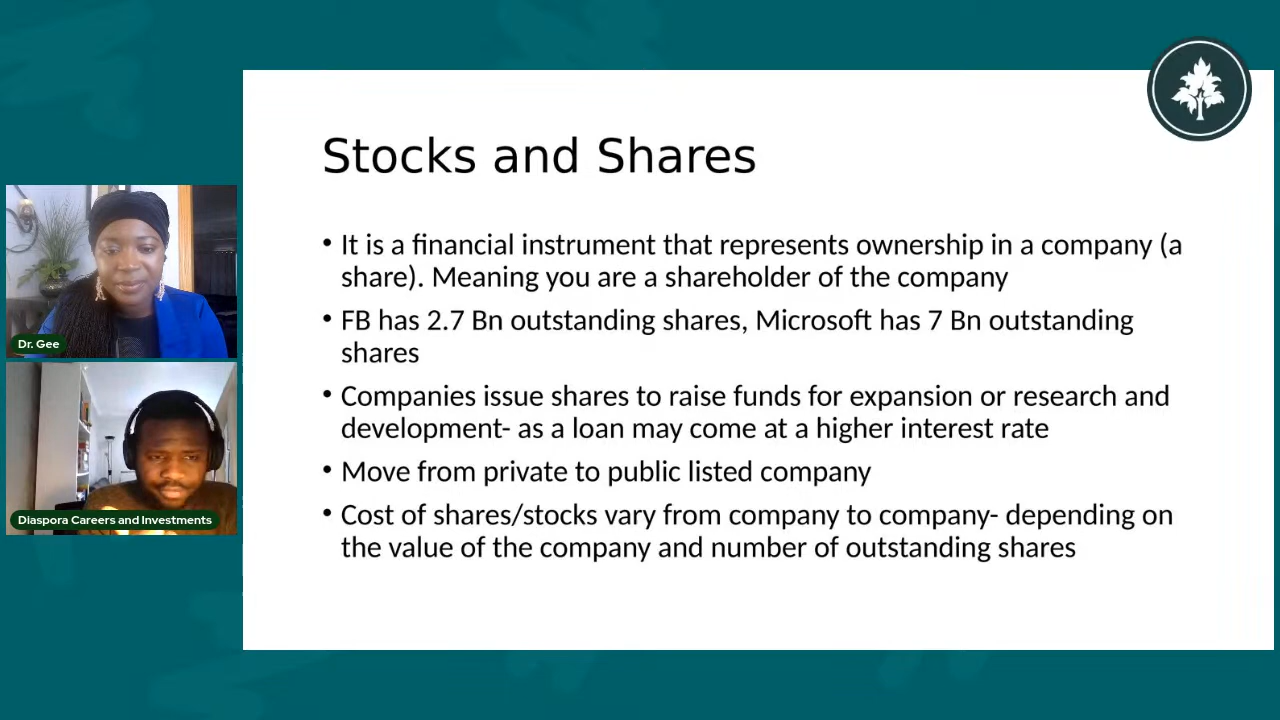 Stocks and Shares
• It is a financial instrument that represents ownership in a company (a
share). Meaning you are a shareholder of the company
• FB has 2.7 Bn outstanding shares, Microsoft has 7 Bn outstanding
shares
• Companies issue shares to raise funds for expansion or research and
development- as a loan may come at a higher interest rate
• Move from private to public listed company
• Cost of shares/stocks vary from company to company- depending on
the value of the company and number of outstanding shares
Dr. Gee
Diaspora Careers and Investments